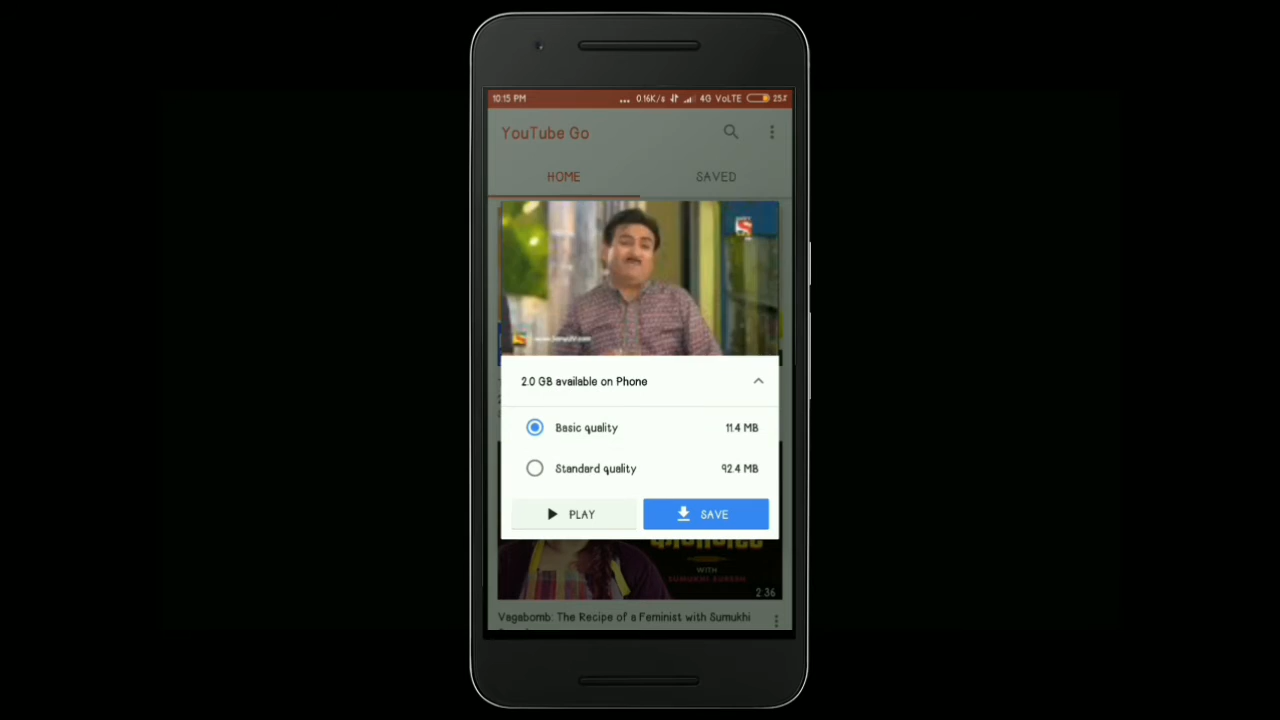 10:15 PM ... 0.16K/s 4G VoLTE 25%
YouTube Go
HOME SAVED
2.0 GB available on Phone
Basic quality 11.4 MB
Standard quality 92.4 MB
PLAY SAVE
WITH
SUMUKHI SURESH
2:36
Vagabomb: The Recipe of a Feminist with Sumukhi